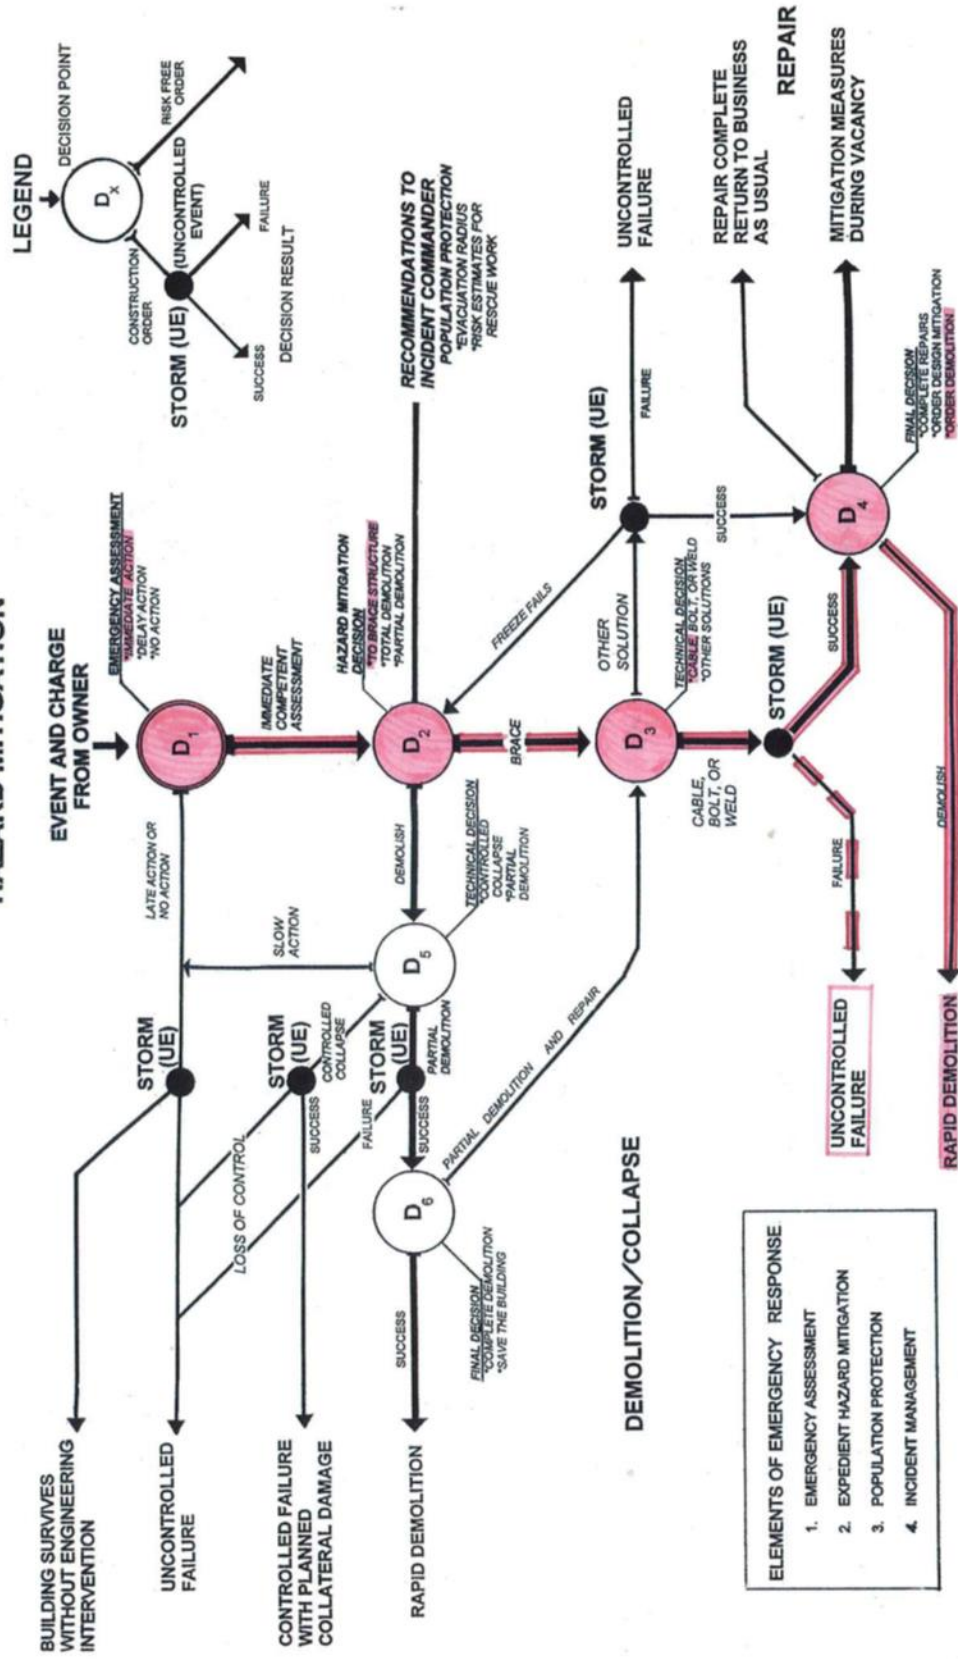 HAZARD MITIGATION
LEGEND
DECISION POINT
Dx
CONSTRUCTION
ORDER
RISK FREE
ORDER
STORM (UE)
(UNCONTROLLED
EVENT)
SUCCESS
FAILURE
DECISION RESULT
EVENT AND CHARGE
FROM OWNER
EMERGENCY ASSESSMENT
*IMMEDIATE ACTION
*DELAY ACTION
*NO ACTION
D1
LATE ACTION OR
NO ACTION
STORM
(UE)
BUILDING SURVIVES
WITHOUT ENGINEERING
INTERVENTION
UNCONTROLLED
FAILURE
IMMEDIATE
COMPETENT
ASSESSMENT
SLOW
ACTION
HAZARD MITIGATION
DECISION
*TO BRACE STRUCTURE
*TOTAL DEMOLITION
*PARTIAL DEMOLITION
RECOMMENDATIONS TO
INCIDENT COMMANDER
POPULATION PROTECTION
*EVACUATION RADIUS
*RISK ESTIMATES FOR
RESCUE WORK
D2
DEMOLISH
D5
TECHNICAL DECISION
*CONTROLLED
COLLAPSE
*PARTIAL
DEMOLITION
STORM
(UE)
CONTROLLED
COLLAPSE
SUCCESS
LOSS OF CONTROL
CONTROLLED FAILURE
WITH PLANNED
COLLATERAL DAMAGE
STORM
(UE)
PARTIAL
DEMOLITION
FAILURE
SUCCESS
D6
FINAL DECISION
*COMPLETE DEMOLITION
*SAVE THE BUILDING
SUCCESS
RAPID DEMOLITION
PARTIAL DEMOLITION AND REPAIR
BRACE
FREEZE FAILS
D3
OTHER
SOLUTION
TECHNICAL DECISION
*CABLE, BOLT, OR WELD
*OTHER SOLUTIONS
STORM (UE)
FAILURE
UNCONTROLLED
FAILURE
SUCCESS
CABLE,
BOLT, OR
WELD
STORM (UE)
SUCCESS
FAILURE
UNCONTROLLED
FAILURE
D4
REPAIR COMPLETE
RETURN TO BUSINESS
AS USUAL
REPAIR
MITIGATION MEASURES
DURING VACANCY
FINAL DECISION
*COMPLETE REPAIRS
*ORDER DESIGN MITIGATION
*ORDER DEMOLITION
DEMOLISH
RAPID DEMOLITION
DEMOLITION/COLLAPSE
ELEMENTS OF EMERGENCY RESPONSE
1. EMERGENCY ASSESSMENT
2. EXPEDIENT HAZARD MITIGATION
3. POPULATION PROTECTION
4. INCIDENT MANAGEMENT